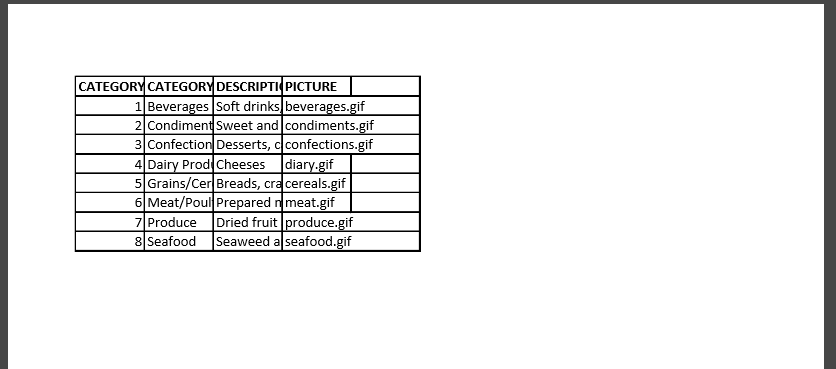 CATEGORY CATEGORY DESCRIPTI PICTURE
1 Beverages Soft drinks, beverages.gif
2 Condiment Sweet and condiments.gif
3 Confection Desserts, c confections.gif
4 Dairy Prod Cheeses diary.gif
5 Grains/Cer Breads, cra cereals.gif
6 Meat/Poul Prepared m meat.gif
7 Produce Dried fruit produce.gif
8 Seafood Seaweed a seafood.gif